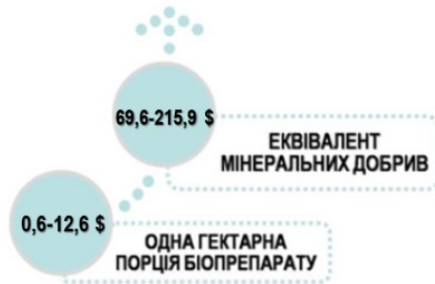 69,6-215,9 $
ЕКВІВАЛЕНТ
МІНЕРАЛЬНИХ ДОБРИВ
0,6-12,6 $
ОДНА ГЕКТАРНА
ПОРЦІЯ БІОПРЕПАРАТУ